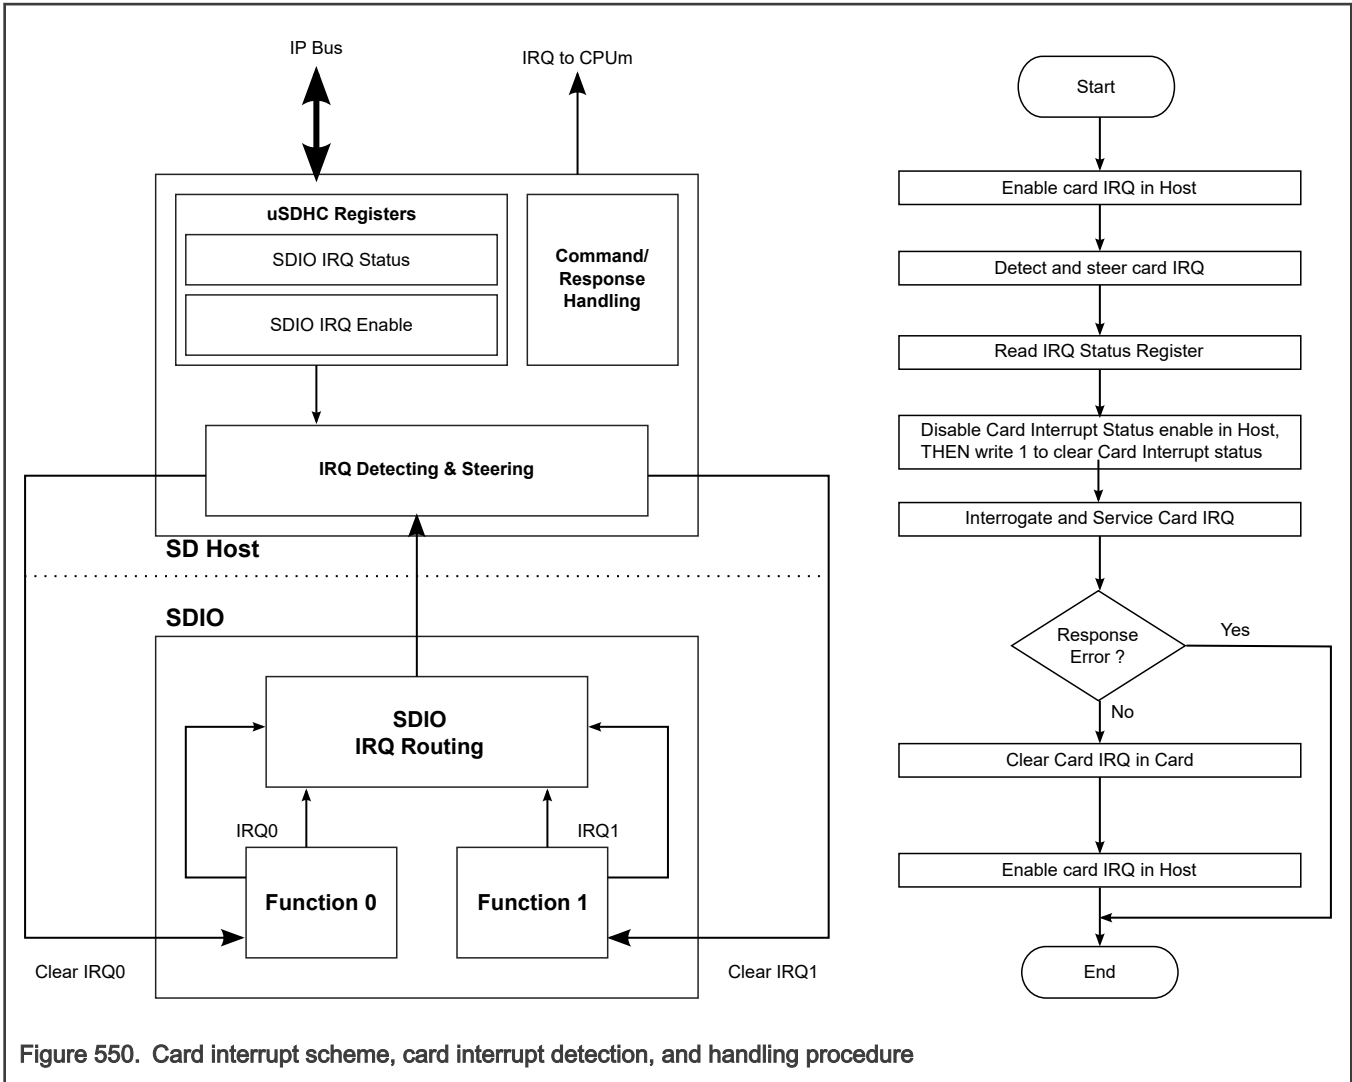 IP Bus
IRQ to CPUm
uSDHC Registers
SDIO IRQ Status
SDIO IRQ Enable
Command/
Response
Handling
IRQ Detecting & Steering
SD Host
SDIO
SDIO
IRQ Routing
IRQ0
IRQ1
Function 0
Function 1
Clear IRQ0
Clear IRQ1
Start
Enable card IRQ in Host
Detect and steer card IRQ
Read IRQ Status Register
Disable Card Interrupt Status enable in Host,
THEN write 1 to clear Card Interrupt status
Interrogate and Service Card IRQ
Response
Error ?
Yes
No
Clear Card IRQ in Card
Enable card IRQ in Host
End
Figure 550. Card interrupt scheme, card interrupt detection, and handling procedure